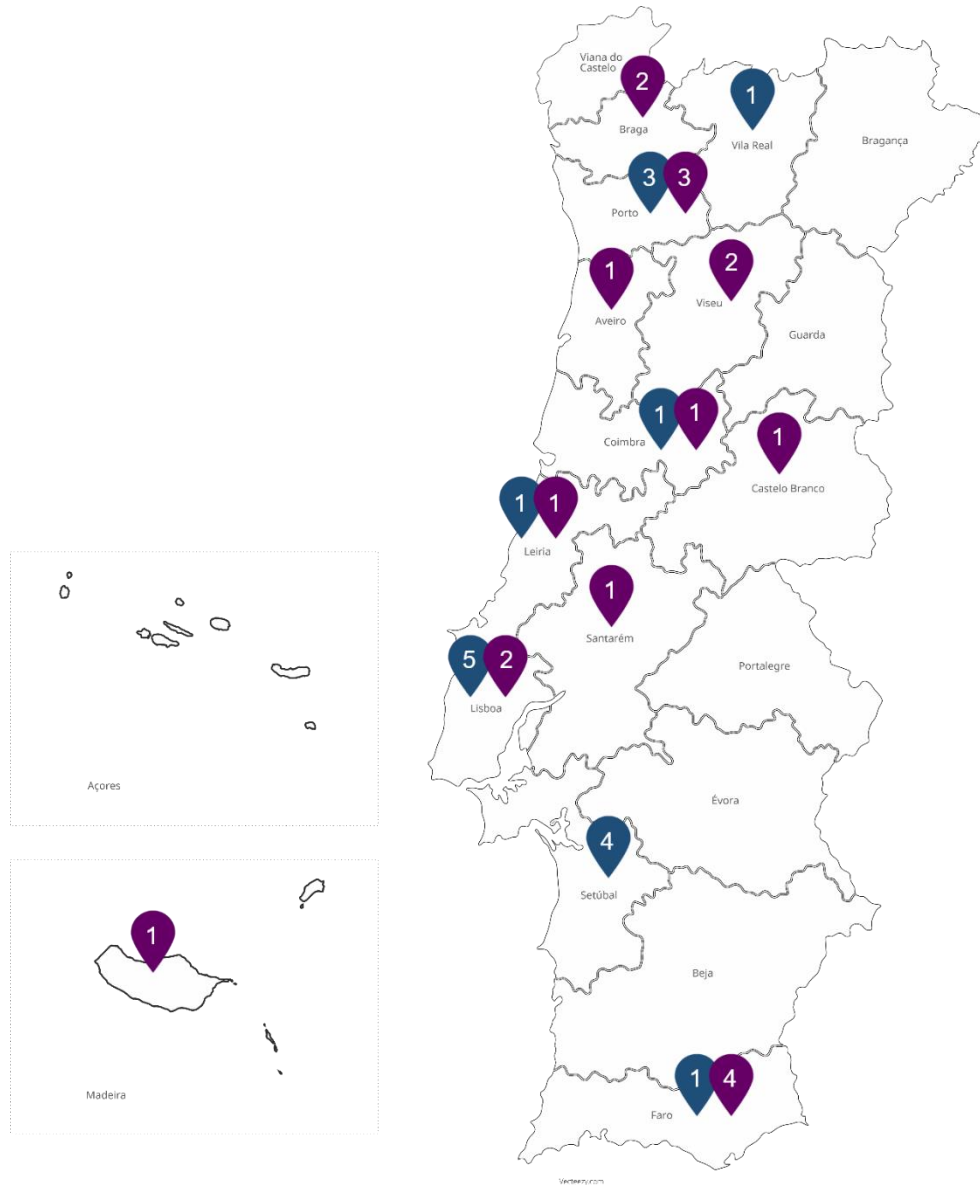 Viana do
Castelo
2
1
Braga
Vila Real
Bragança
3
3
Porto
1
2
Aveiro
Viseu
Guarda
1
1
Coimbra
1
Castelo Branco
1
1
Leiria
1
Santarém
5
2
Lisboa
Portalegre
Açores
Évora
4
Setúbal
1
Beja
Madeira
1
4
Faro
Vecteezy.com